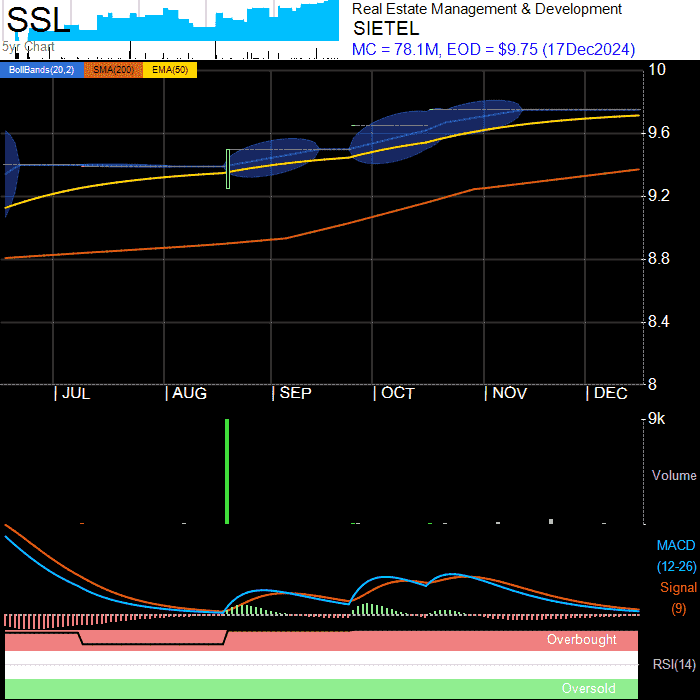 SSL
Real Estate Management & Development
SIETEL
5yr Chart
MC = 78.1M, EOD = $9.75 (17Dec2024)
BollBands(20,2) SMA(200) EMA(50)
10
9.6
9.2
8.8
8.4
8
| JUL | AUG | SEP | OCT | NOV | DEC
9k
Volume
MACD
(12-26)
Signal
(9)
Overbought
RSI(14)
Oversold